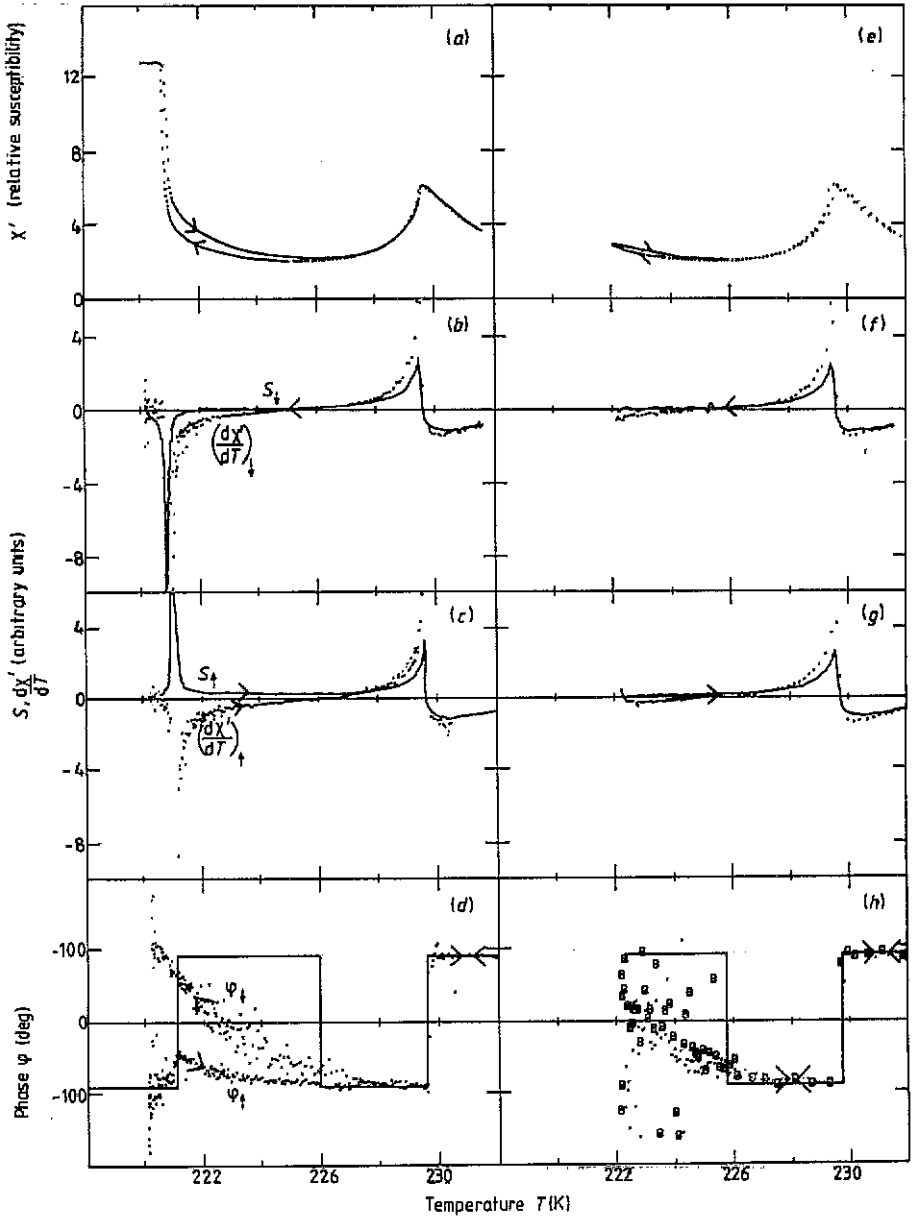 (a)
(e)
χ' (relative susceptibility)
12
8
4
0
(b)
(f)
4
0
-4
-8
S↓
(dχ'/dT)↓
(c)
(g)
S, dχ'/dT (arbitrary units)
4
0
-4
-8
S↑
(dχ'/dT)↑
(d)
(h)
Phase φ (deg)
-100
0
-100
φ↓
φ↑
222
226
230
222
226
230
Temperature T(K)